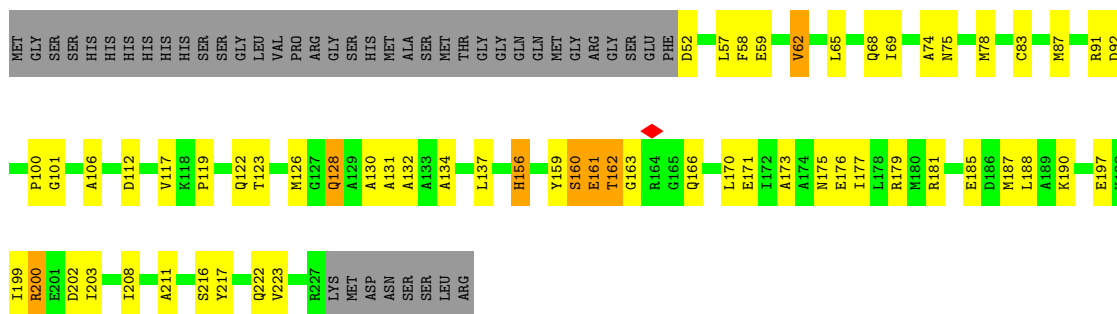 MET GLY SER SER HIS HIS HIS HIS HIS HIS SER SER GLY LEU VAL PRO ARG GLY SER HIS MET ALA SER MET THR GLY GLY GLN GLN MET GLY ARG GLY SER GLU PHE D52 L57 F58 E59 V62 L65 Q68 I69 A74 N75 M78 C83 M87 R91 D92
P100 G101 A106 D112 V117 K118 P119 Q122 T123 M126 G127 Q128 A129 A130 A131 A132 A133 A134 L137 H156 Y159 S160 E161 T162 G163 R164 G165 Q166 L170 E171 I172 A173 A174 N175 E176 I177 L178 R179 M180 R181 E185 D186 M187 L188 A189 K190 E197
I199 R200 E201 D202 I203 I208 A211 S216 Y217 Q222 V223 R227 LYS MET ASP ASN SER SER LEU ARG